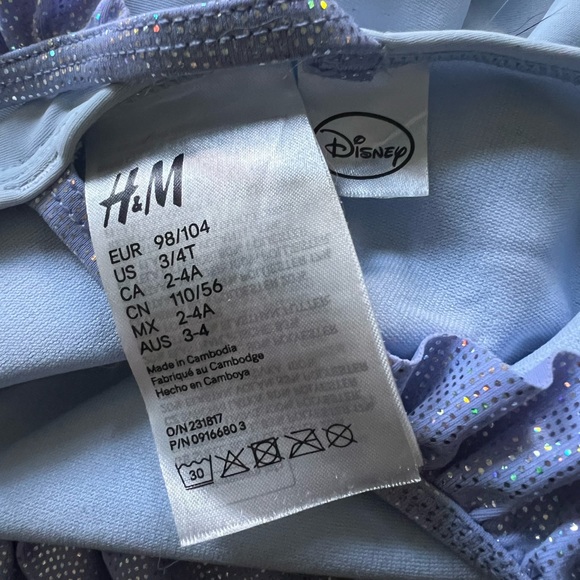 H&M
EUR 98/104
US 3/4T
CA 2-4A
CN 110/56
MX 2-4A
AUS 3-4
Made in Cambodia
Fabriqué au Cambodge
Hecho en Camboya
O/N 231817
P/N 0916680 3
30
Disney